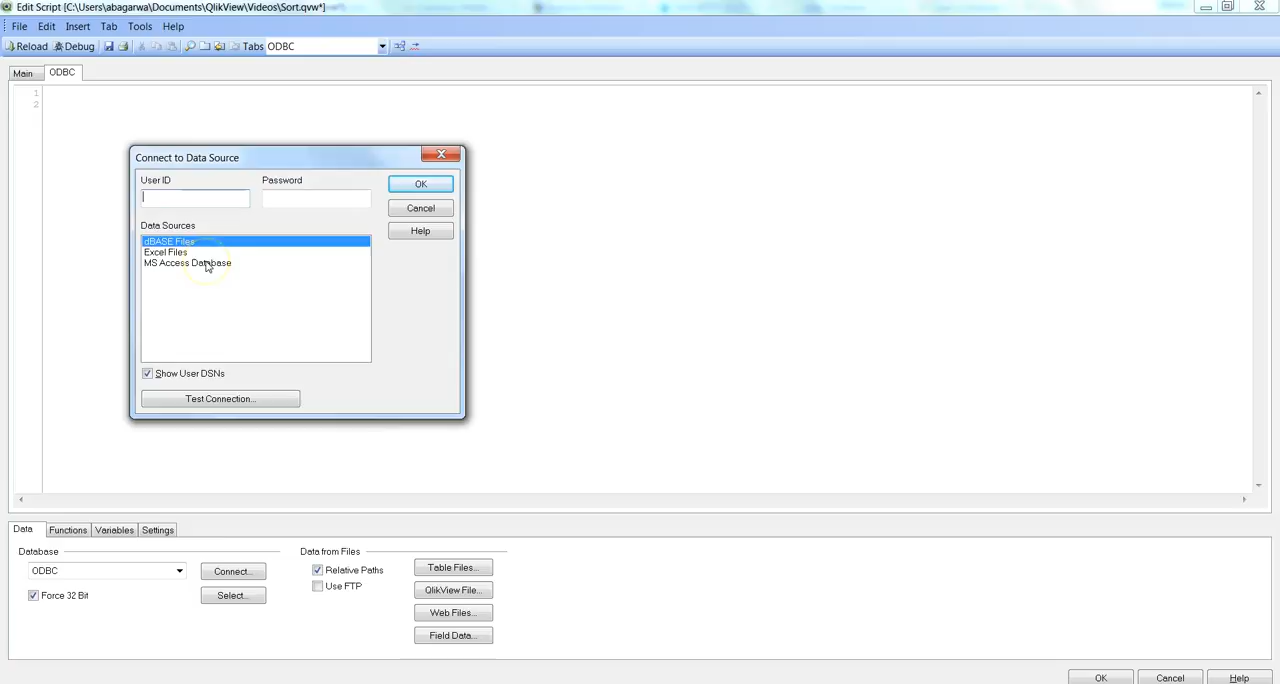 Edit Script [C:\Users\abagarwa\Documents\QlikView\Videos\Sort.qvw*]
File Edit Insert Tab Tools Help
Reload Debug Tabs ODBC
Main ODBC
1
2
Connect to Data Source
User ID Password
OK
Cancel
Data Sources
Help
dBASE Files
Excel Files
MS Access Database
Show User DSNs
Test Connection...
Data Functions Variables Settings
Database Data from Files
ODBC Connect... Relative Paths Table Files...
Force 32 Bit Select... Use FTP QlikView File...
Web Files...
Field Data...
OK Cancel Help